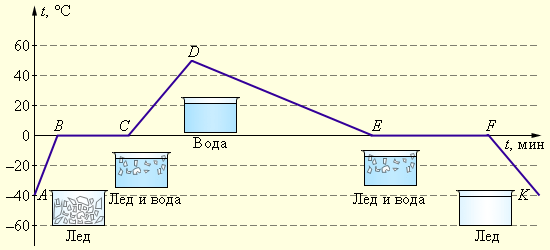 t, °C
60
40
20
0
−20
−40
−60
A
B
C
D
E
F
K
t, мин
Лед
Лед и вода
Вода
Лед и вода
Лед